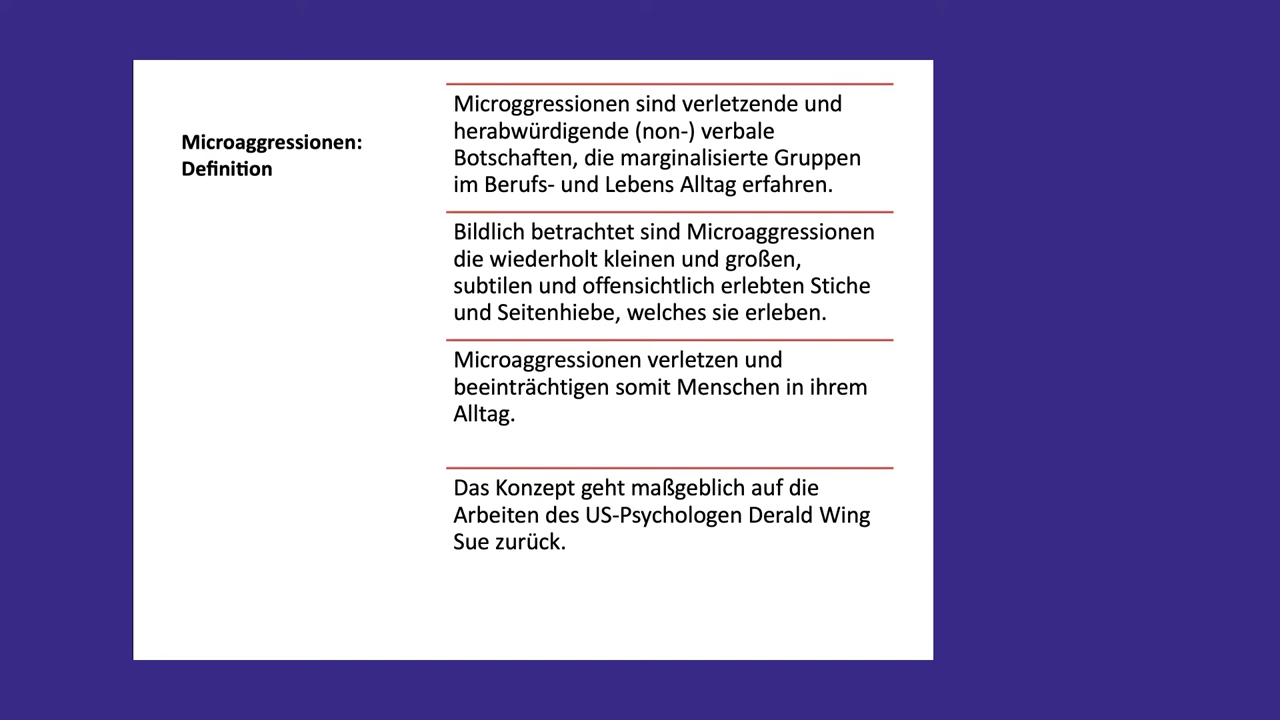 Microaggressionen:
Definition
Microggressionen sind verletzende und
herabwürdigende (non-) verbale
Botschaften, die marginalisierte Gruppen
im Berufs- und Lebens Alltag erfahren.
Bildlich betrachtet sind Microaggressionen
die wiederholt kleinen und großen,
subtilen und offensichtlich erlebten Stiche
und Seitenhiebe, welches sie erleben.
Microaggressionen verletzen und
beeinträchtigen somit Menschen in ihrem
Alltag.
Das Konzept geht maßgeblich auf die
Arbeiten des US-Psychologen Derald Wing
Sue zurück.